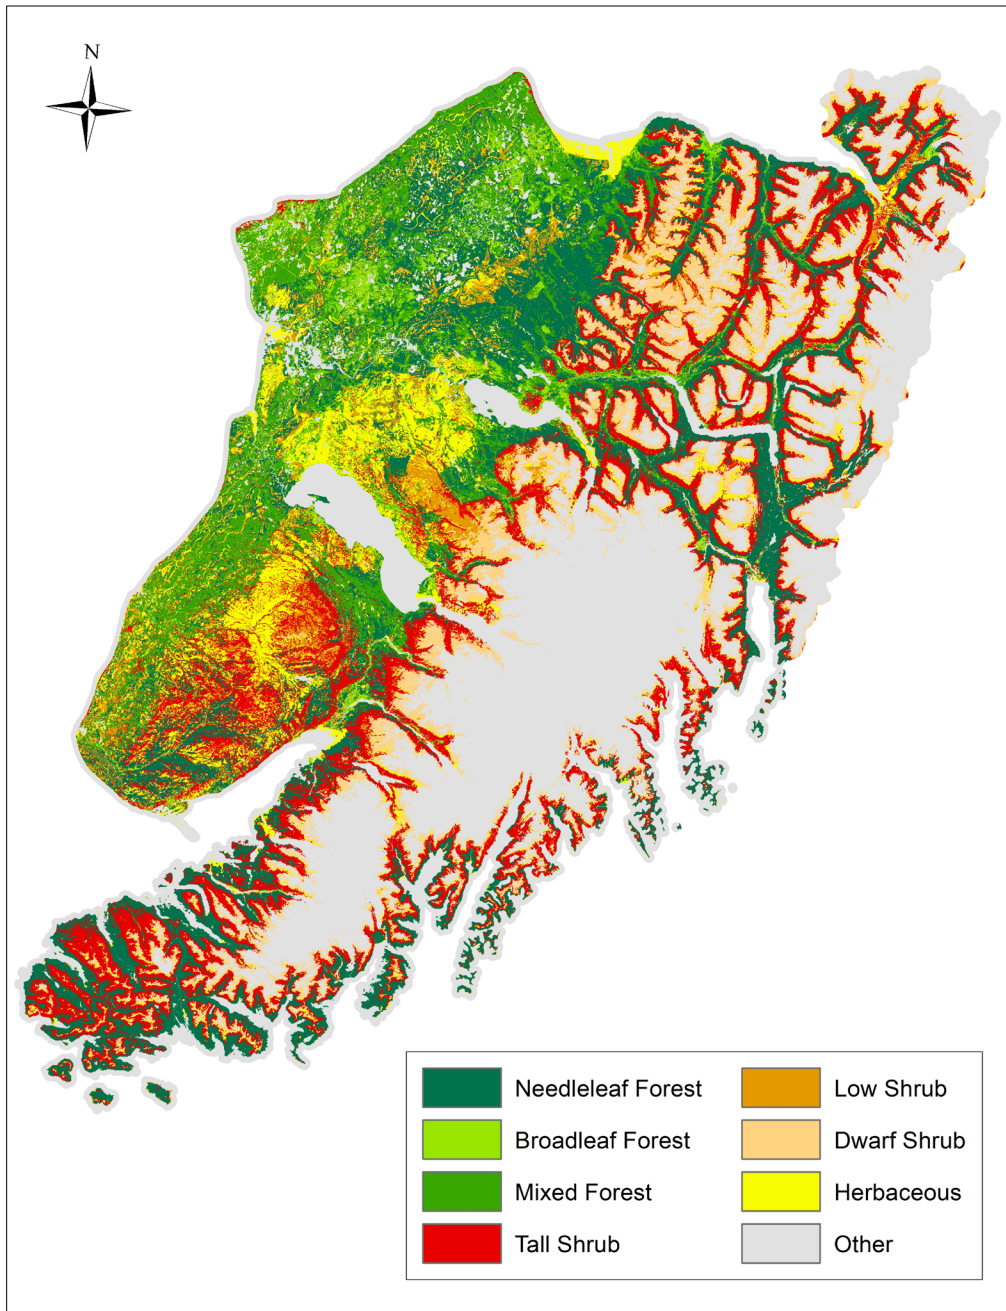 N
Needleleaf Forest
Broadleaf Forest
Mixed Forest
Tall Shrub
Low Shrub
Dwarf Shrub
Herbaceous
Other